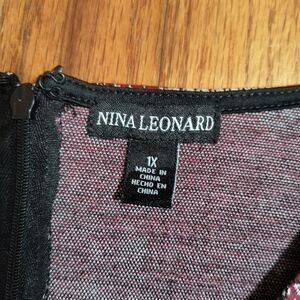 NINA LEONARD
1X
MADE IN
CHINA
HECHO EN
CHINA